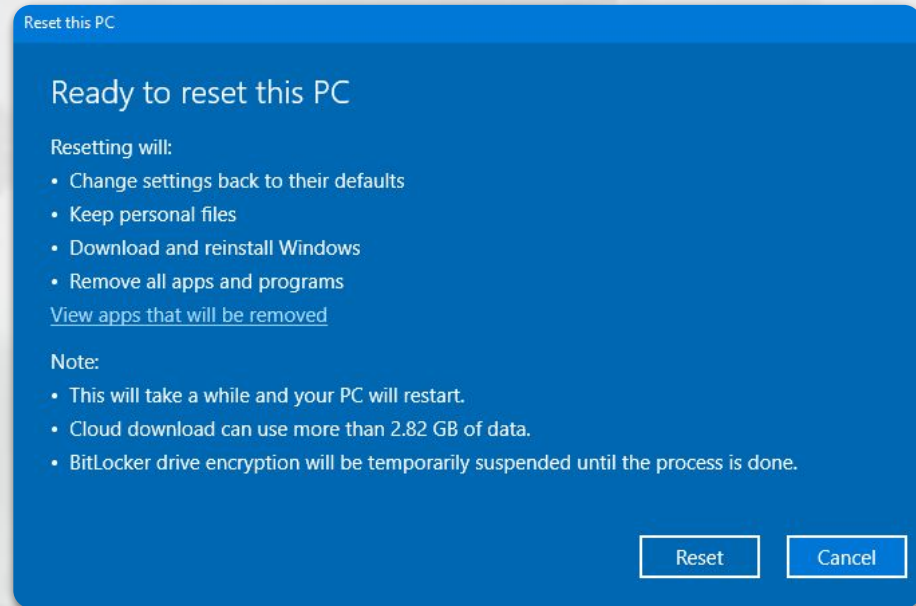 Reset this PC
Ready to reset this PC
Resetting will:
• Change settings back to their defaults
• Keep personal files
• Download and reinstall Windows
• Remove all apps and programs
View apps that will be removed
Note:
• This will take a while and your PC will restart.
• Cloud download can use more than 2.82 GB of data.
• BitLocker drive encryption will be temporarily suspended until the process is done.
Reset
Cancel